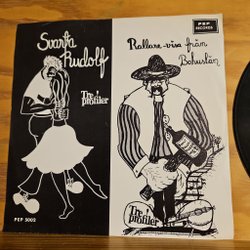 Svarta
Rudolf
Tre profiler
PEP 5002
PEP
RECORDS
Rallare-visa från
Bohuslän
Tre
profiler